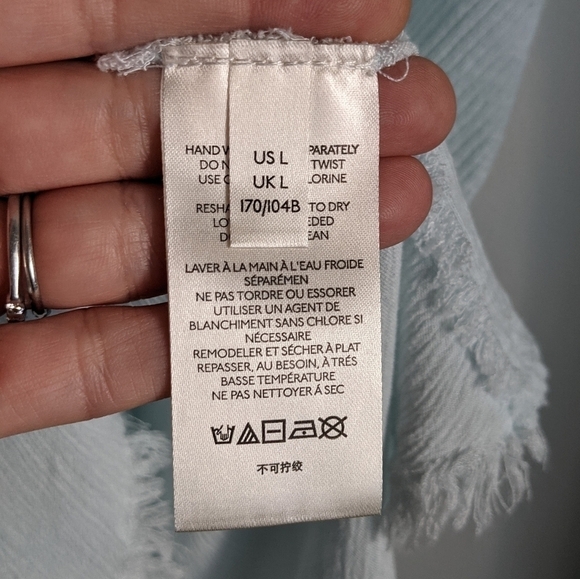 HAND W PARATELY
DO N TWIST
USE C LORINE
RESHA TO DRY
LO EDED
D EAN
US L
UK L
170/104B
LAVER À LA MAIN À L'EAU FROIDE
SÉPARÉMEN
NE PAS TORDRE OU ESSORER
UTILISER UN AGENT DE
BLANCHIMENT SANS CHLORE SI
NÉCESSAIRE
REMODELER ET SÉCHER À PLAT
REPASSER, AU BESOIN, À TRÉS
BASSE TEMPÉRATURE
NE PAS NETTOYER Á SEC
不可拧绞